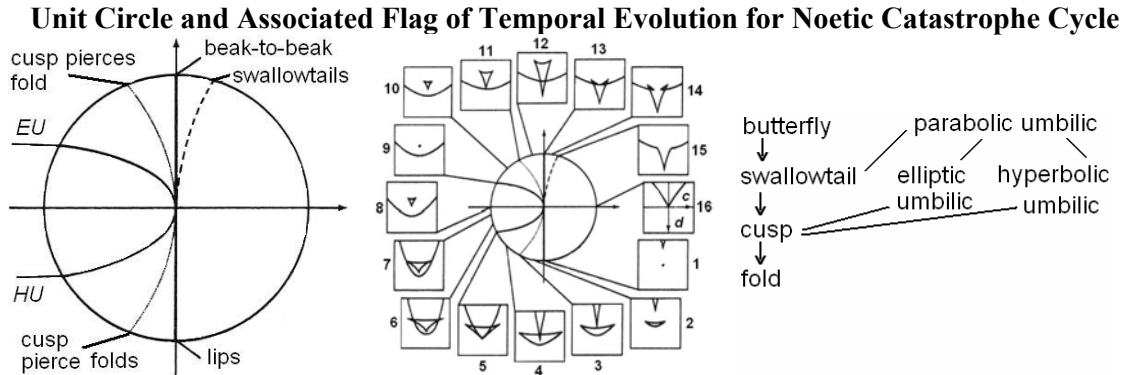 Unit Circle and Associated Flag of Temporal Evolution for Noetic Catastrophe Cycle
cusp pierces
fold
beak-to-beak
swallowtails
EU
HU
cusp
pierce folds
lips
10
11
12
13
14
9
15
8
c
16
d
7
1
6
5
4
3
2
butterfly
parabolic umbilic
swallowtail
elliptic
umbilic
hyperbolic
umbilic
cusp
fold